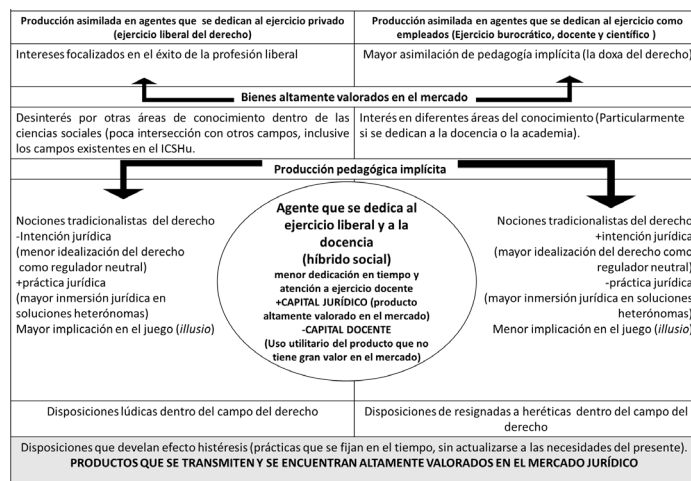 Producción asimilada en agentes que  se dedican al ejercicio privado
(ejercicio liberal del derecho)
Producción asimilada en agentes que se dedican al ejercicio como
empleados (Ejercicio burocrático, docente y científico )
Intereses focalizados en el éxito de la profesión liberal
Mayor asimilación de pedagogía implícita (la doxa del derecho)
Bienes altamente valorados en el mercado
Desinterés por otras áreas de conocimiento dentro de las
ciencias sociales (poca intersección con otros campos, inclusive
los campos existentes en el ICSHu.
Interés en diferentes áreas del conocimiento (Particularmente
si se dedican a la docencia o la academia).
Producción pedagógica implícita
Nociones tradicionalistas  del derecho
-Intención jurídica
(menor idealización del derecho
como regulador neutral)
+práctica jurídica
(mayor inmersión jurídica en
soluciones heterónomas)
Mayor implicación en el juego (illusio)
Agente que se dedica al
ejercicio liberal y a la
docencia
(híbrido social)
menor dedicación en tiempo y
atención a ejercicio docente
+CAPITAL JURÍDICO (producto
altamente valorado en el mercado)
-CAPITAL DOCENTE
(Uso utilitario del producto que no
tiene gran valor en el mercado)
Nociones tradicionalistas del derecho
+intención jurídica
(mayor idealización del derecho como
regulador neutral)
-práctica jurídica
(mayor inmersión jurídica en soluciones
heterónomas)
Menor implicación en el juego (illusio)
Disposiciones lúdicas dentro del campo del derecho
Disposiciones de resignadas a heréticas  dentro del campo del
derecho
Disposiciones que develan efecto histéresis (prácticas que se fijan en el tiempo, sin actualizarse a las necesidades del presente).
PRODUCTOS QUE SE TRANSMITEN Y SE ENCUENTRAN ALTAMENTE VALORADOS EN EL MERCADO JURÍDICO